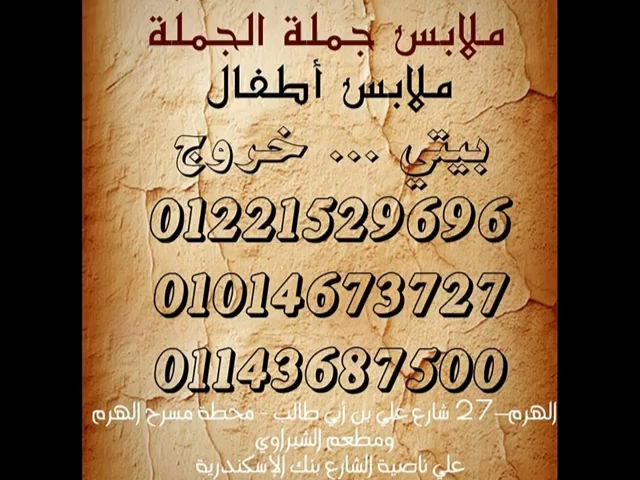 ملابس جملة الجملة
ملابس أطفال
بيتي ... خروج
01221529696
01014673727
01143687500
الهرم-27 شارع علي بن أبي طالب - محطة مسرح الهرم
ومطعم الشبراوي
علي ناصية الشارع بنك الإسكندرية